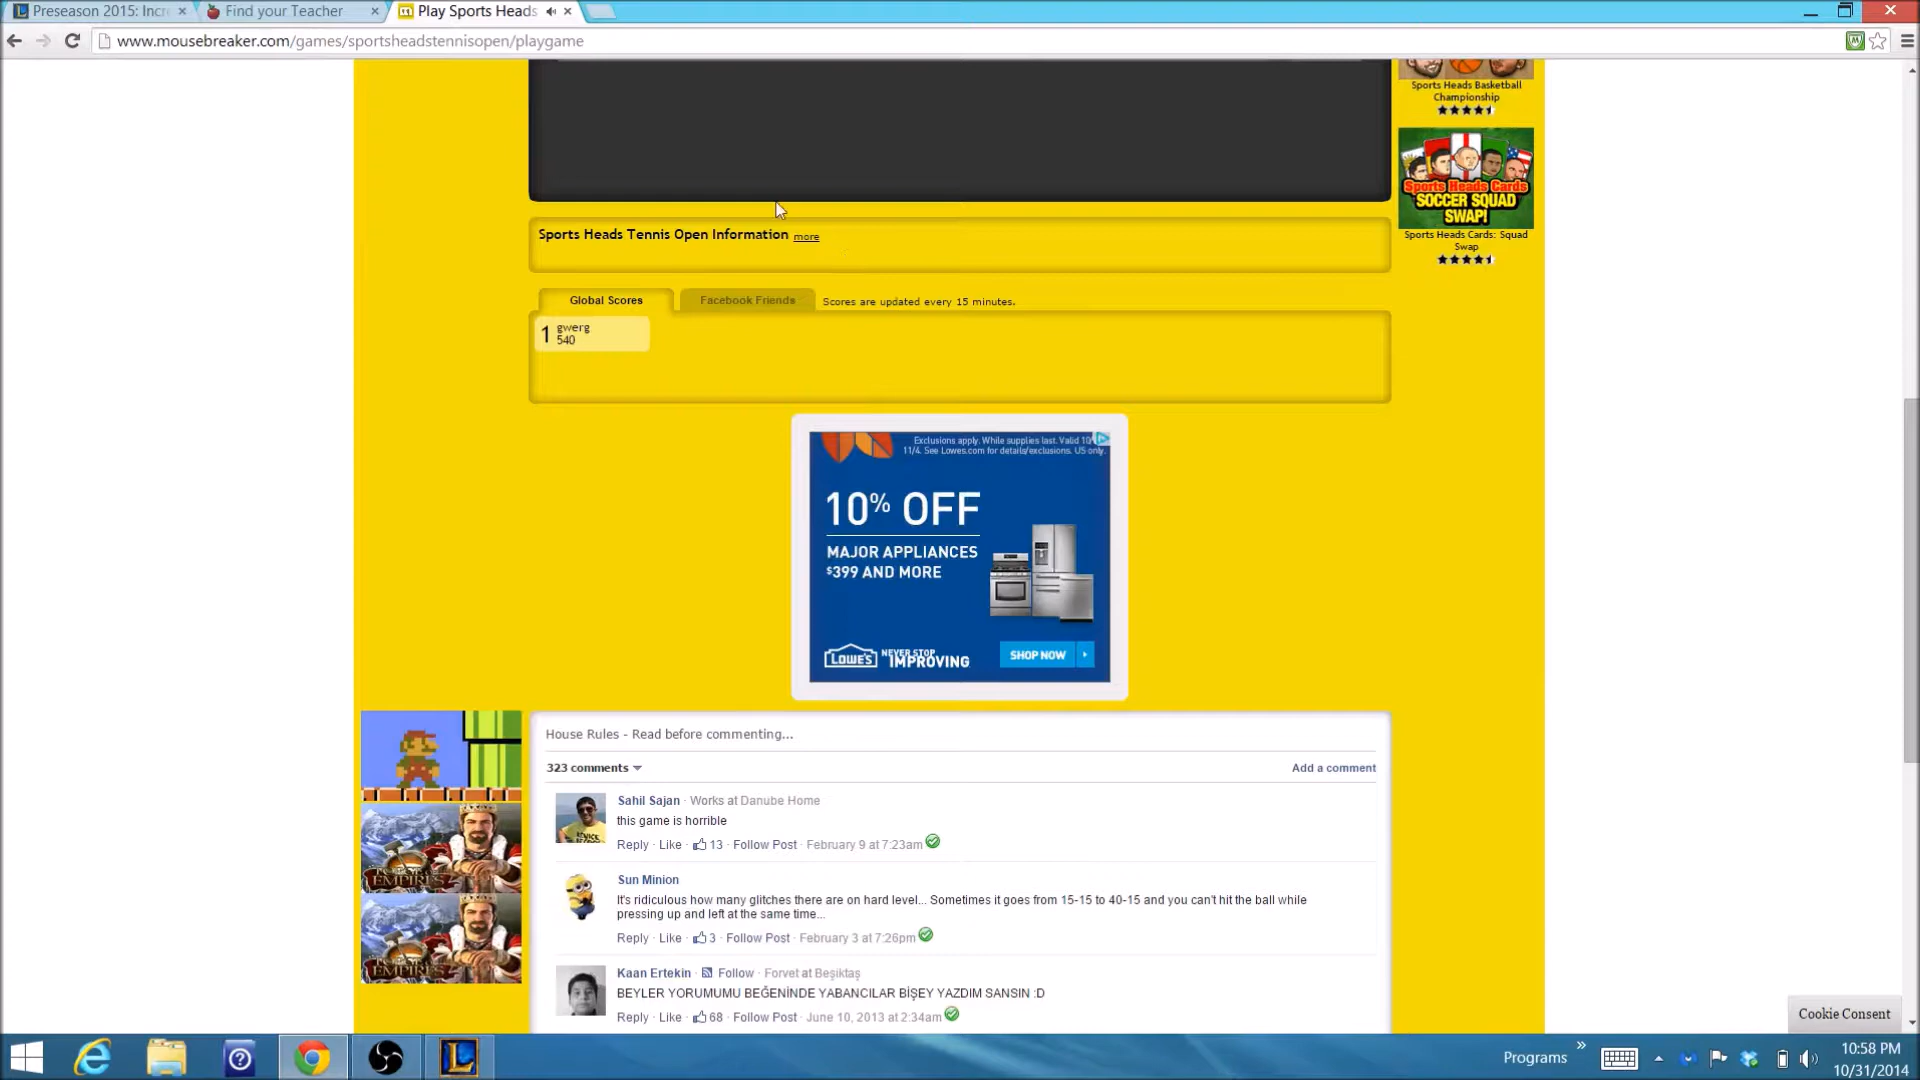 Preseason 2015: Incre
Find your Teacher
Play Sports Heads
www.mousebreaker.com/games/sportsheadstennisopen/playgame
Sports Heads Basketball
Championship
Sports Heads Cards
SOCCER SQUAD
SWAP!
Sports Heads Cards: Squad
Swap
Sports Heads Tennis Open Information more
Global Scores
Facebook Friends
Scores are updated every 15 minutes.
1 gwerg
540
Exclusions apply. While supplies last. Valid 10/
11/4. See Lowes.com for details/exclusions. US only.
10% OFF
MAJOR APPLIANCES
$399 AND MORE
LOWE'S
NEVER STOP
IMPROVING
SHOP NOW
House Rules - Read before commenting...
323 comments
Add a comment
Sahil Sajan · Works at Danube Home
this game is horrible
Reply · Like · 13 · Follow Post · February 9 at 7:23am
Sun Minion
It's ridiculous how many glitches there are on hard level... Sometimes it goes from 15-15 to 40-15 and you can't hit the ball while
pressing up and left at the same time...
Reply · Like · 3 · Follow Post · February 3 at 7:26pm
Kaan Ertekin · Follow · Forvet at Beşiktaş
BEYLER YORUMUMU BEĞENİNDE YABANCILAR BİŞEY YAZDIM SANSIN :D
Reply · Like · 68 · Follow Post · June 10, 2013 at 2:34am
EMPIRES
EMPIRES
Cookie Consent
Programs
10:58 PM
10/31/2014